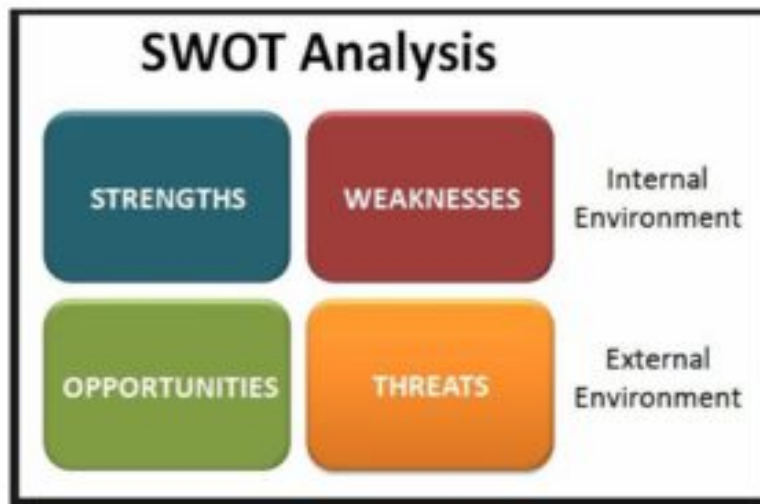 SWOT Analysis
STRENGTHS
WEAKNESSES
Internal
Environment
OPPORTUNITIES
THREATS
External
Environment